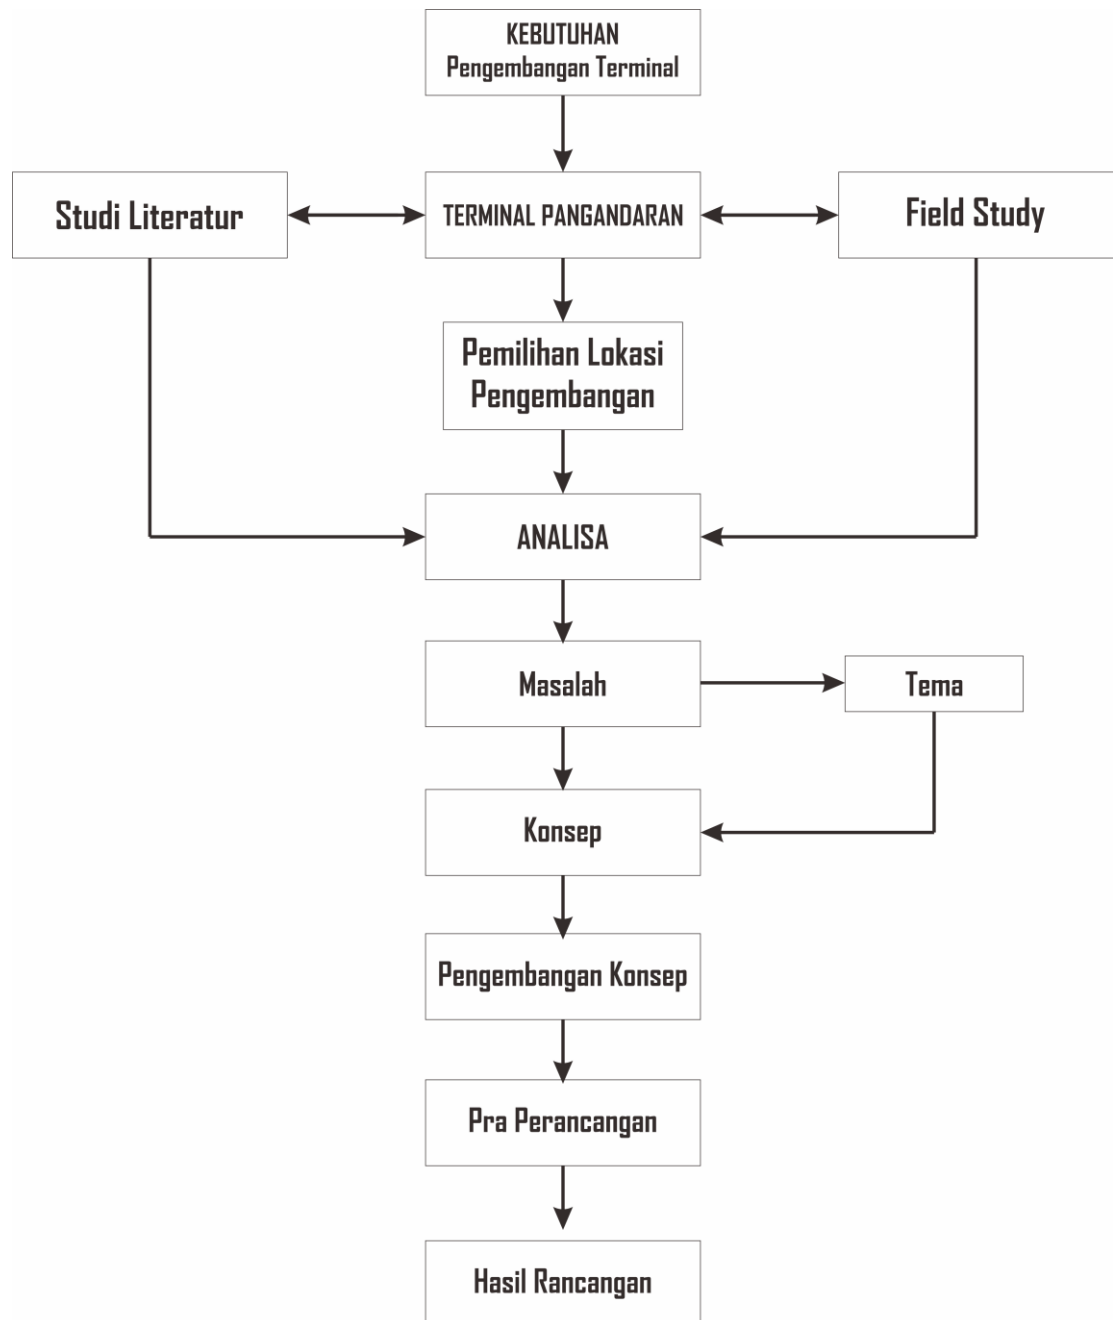 KEBUTUHAN
Pengembangan Terminal
Studi Literatur
TERMINAL PANGANDARAN
Field Study
Pemilihan Lokasi
Pengembangan
ANALISA
Masalah
Tema
Konsep
Pengembangan Konsep
Pra Perancangan
Hasil Rancangan